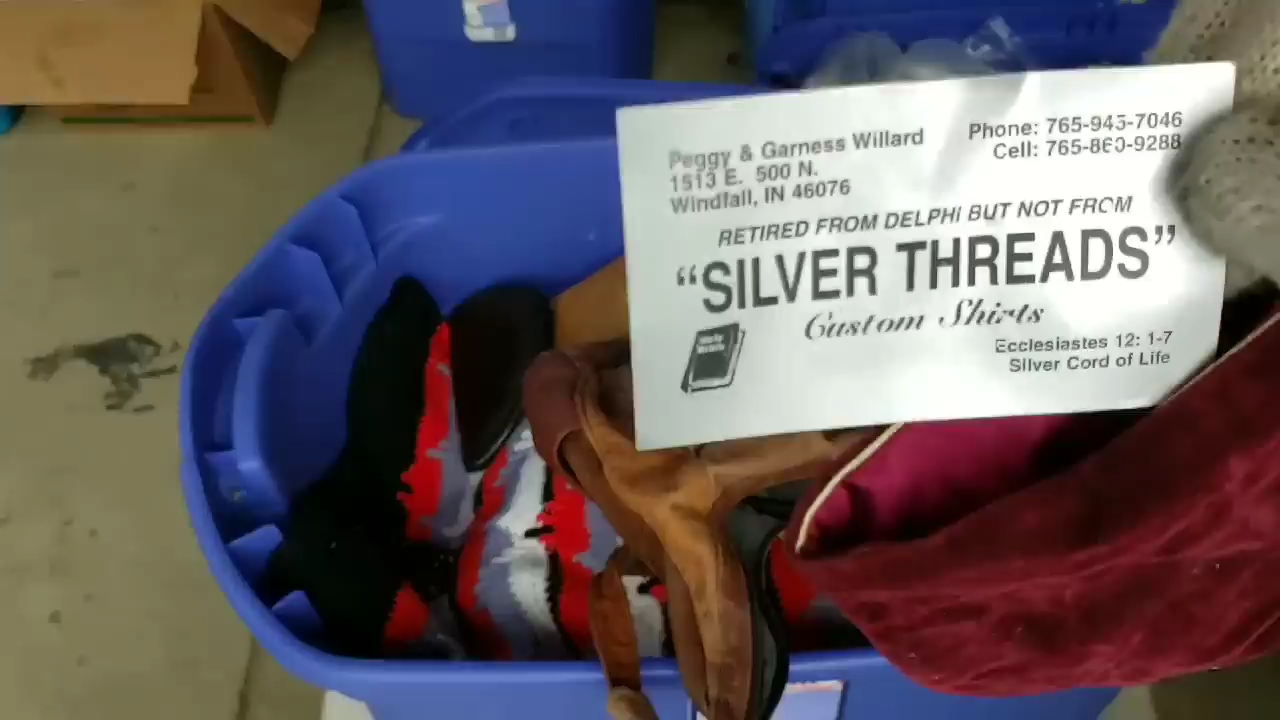 Peggy & Garness Willard
1513 E. 500 N.
Windfall, IN 46076
Phone: 765-945-7046
Cell: 765-860-9288
RETIRED FROM DELPHI BUT NOT FROM
“SILVER THREADS”
Custom Shirts
Ecclesiastes 12: 1-7
Silver Cord of Life